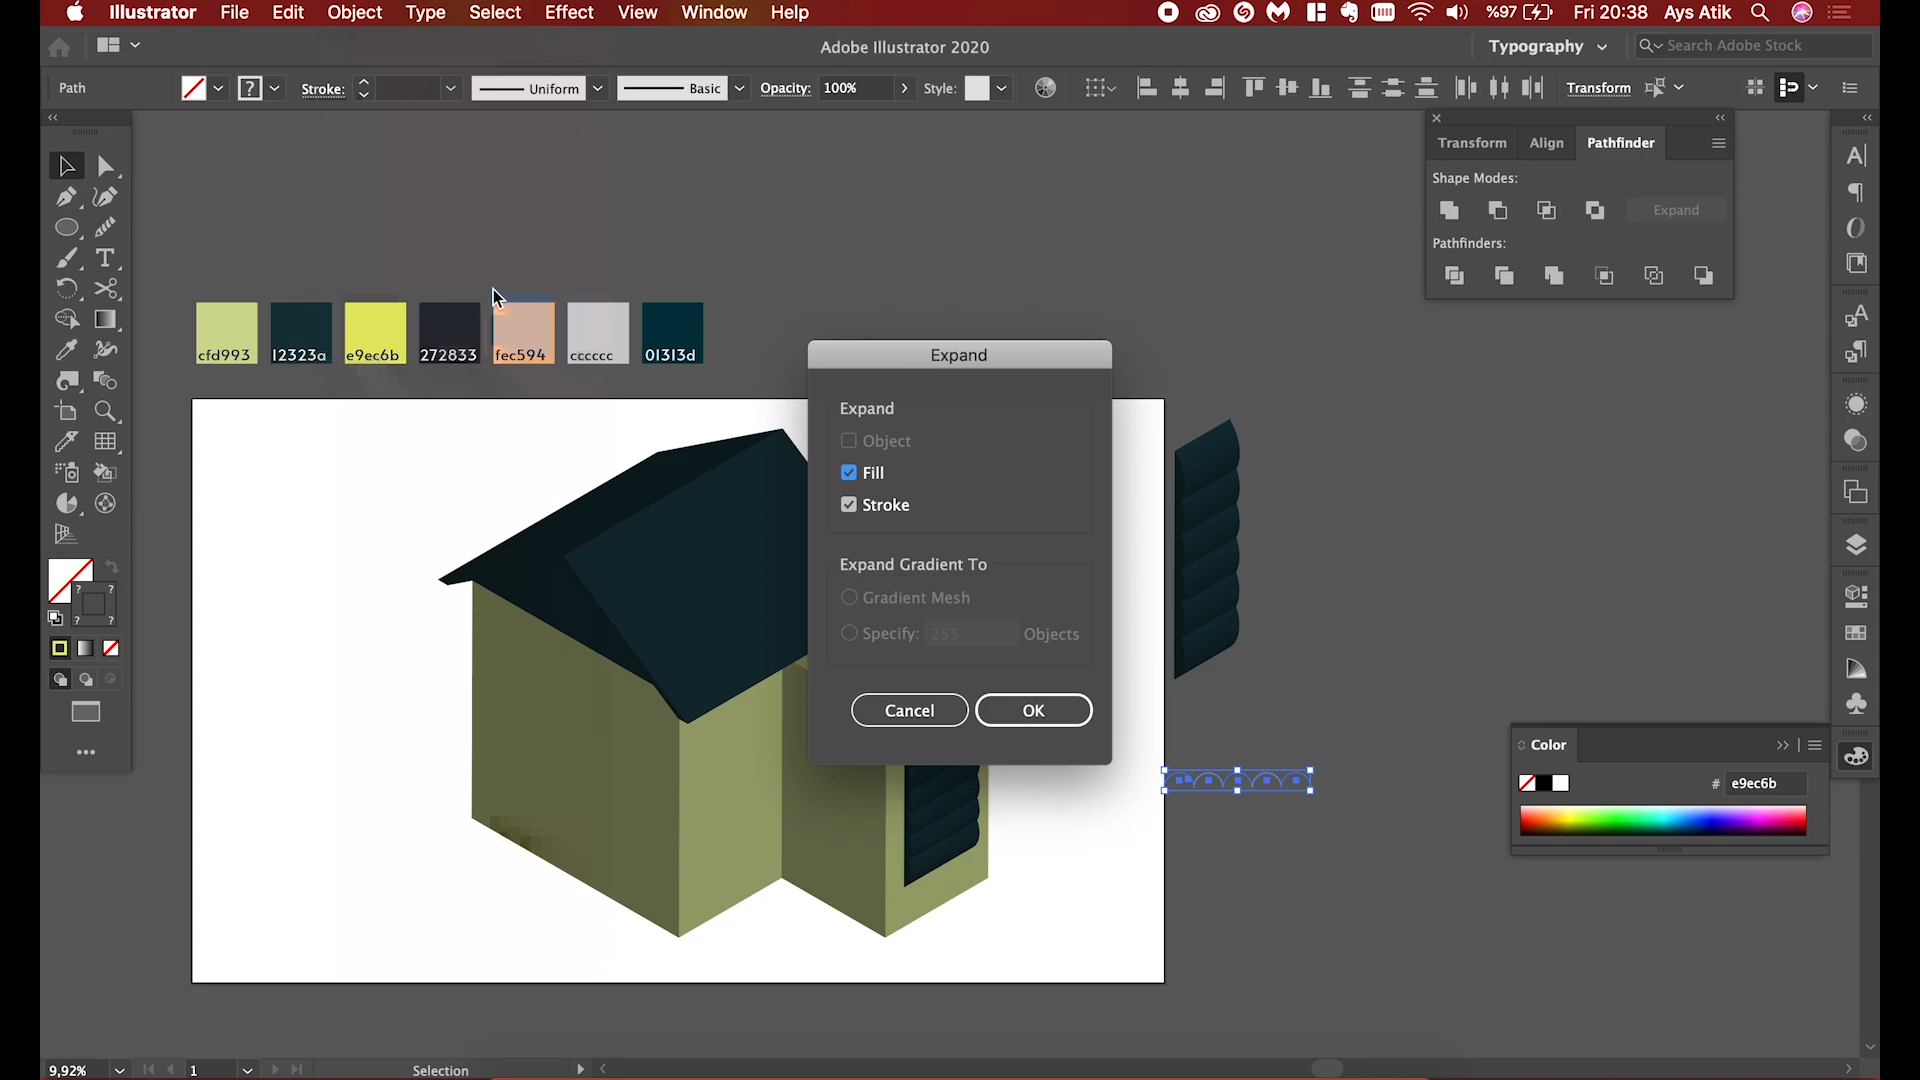 Illustrator File Edit Object Type Select Effect View Window Help %97 Fri 20:38 Ays Atik
Adobe Illustrator 2020 Typography Search Adobe Stock
Path ? Stroke: Uniform Basic Opacity: 100% Style: Transform
Transform Align Pathfinder
Shape Modes:
Expand
Pathfinders:
cfd993 12323a e9ec6b 272833 fec594 cccccc 01313d
Expand
Expand
Object
Fill
Stroke
Expand Gradient To
Gradient Mesh
Specify: 255 Objects
Cancel OK
Color
# e9ec6b
9,92% 1 Selection